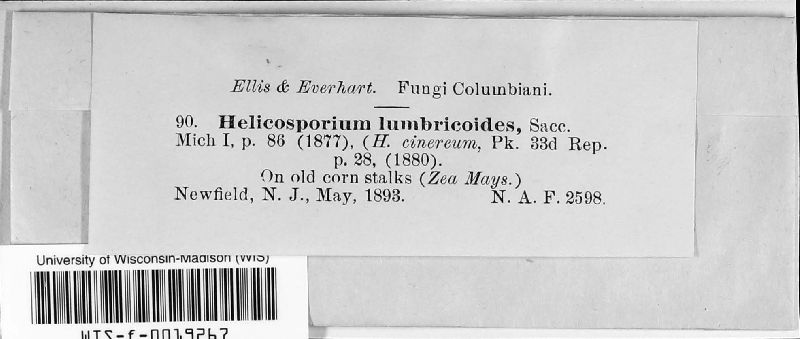 Ellis & Everhart. Fungi Columbiani.
90. Helicosporium lumbricoides, Sacc.
Mich I, p. 86 (1877), (H. cinereum, Pk. 33d Rep.
p. 28, (1880).
On old corn stalks (Zea Mays.)
Newfield, N. J., May, 1893. N. A. F. 2598.
University of Wisconsin-Madison (WIS)
WIS-f-0019267